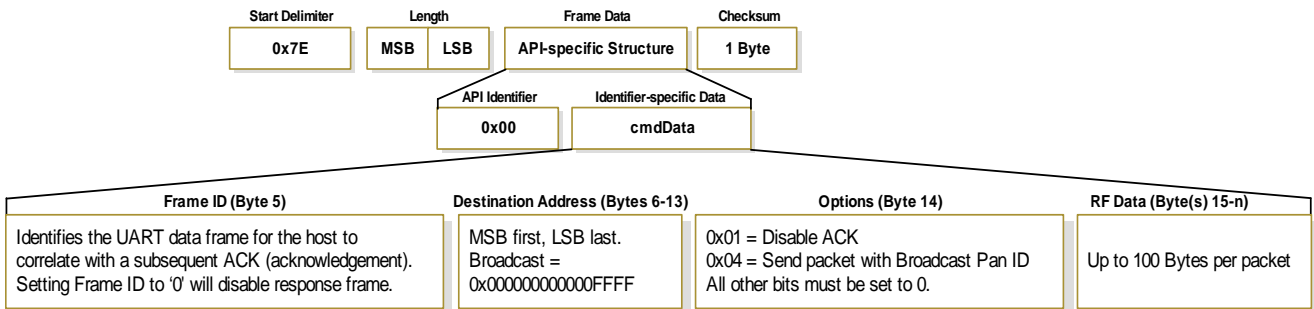 Start Delimiter
Length
Frame Data
Checksum
0x7E
MSB
LSB
API-specific Structure
1 Byte
API Identifier
Identifier-specific Data
0x00
cmdData
Frame ID (Byte 5)
Identifies the UART data frame for the host to
correlate with a subsequent ACK (acknowledgement).
Setting Frame ID to ‘0’ will disable response frame.
Destination Address (Bytes 6-13)
MSB first, LSB last.
Broadcast =
0x000000000000FFFF
Options (Byte 14)
0x01 = Disable ACK
0x04 = Send packet with Broadcast Pan ID
All other bits must be set to 0.
RF Data (Byte(s) 15-n)
Up to 100 Bytes per packet